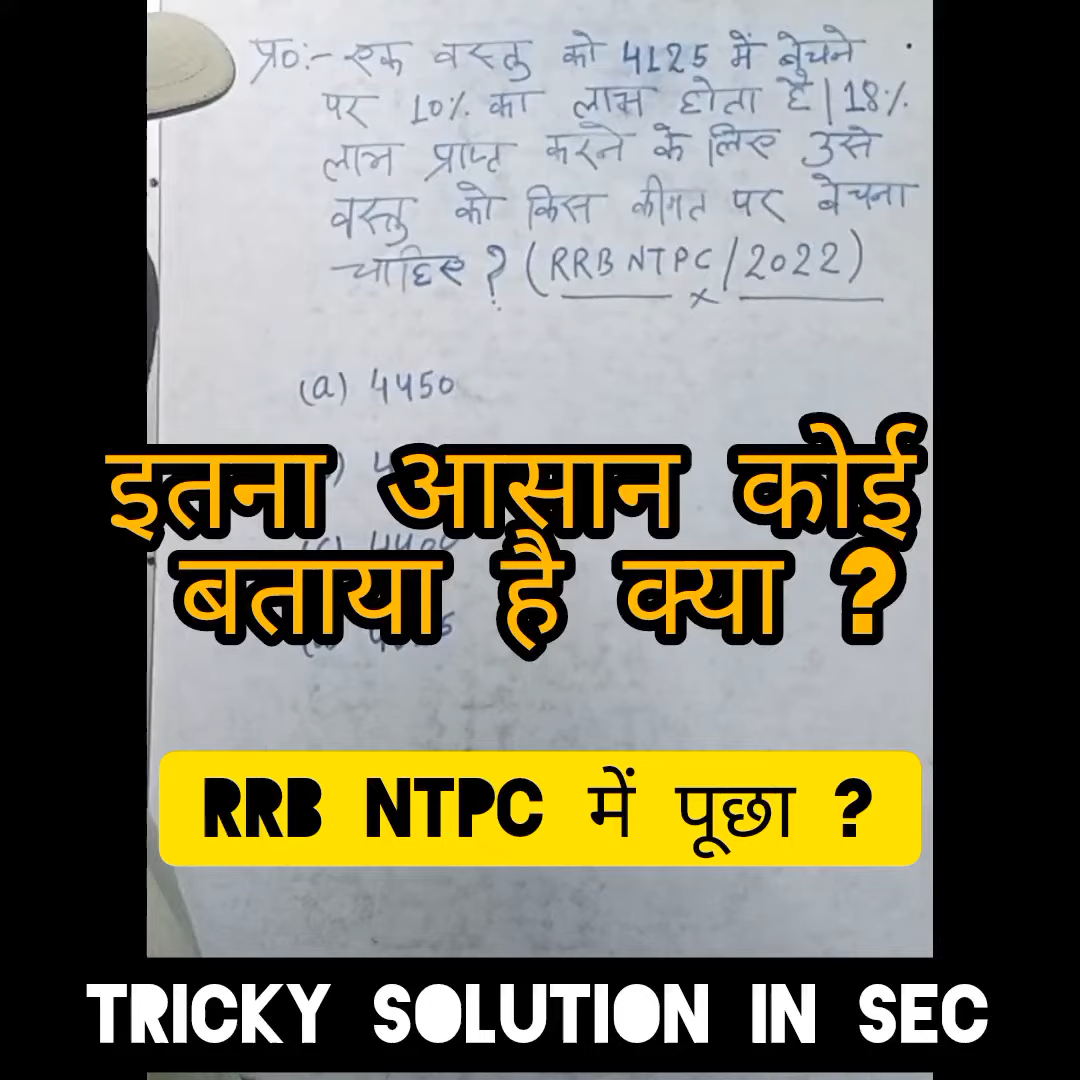 प्र०:- एक वस्तु को 4125 में बेचने
पर 10% का लाभ होता है | 18%
लाभ प्राप्त करने के लिए उसे
वस्तु को किस कीमत पर बेचना
चाहिए ? (RRB NTPC/2022)
(a) 4450
इतना आसान कोई
बताया है क्या ?
RRB NTPC में पूछा ?
TRICKY SOLUTION IN SEC